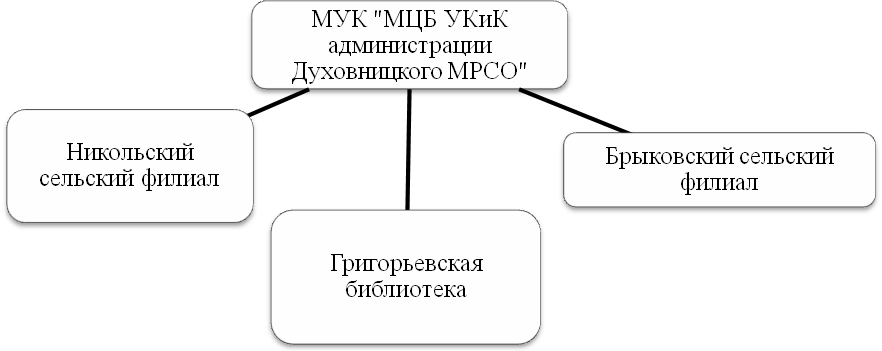 МУК "МЦБ УКиК
администрации
Духовницкого МРСО"
Никольский
сельский филиал
Брыковский сельский
филиал
Григорьевская
библиотека